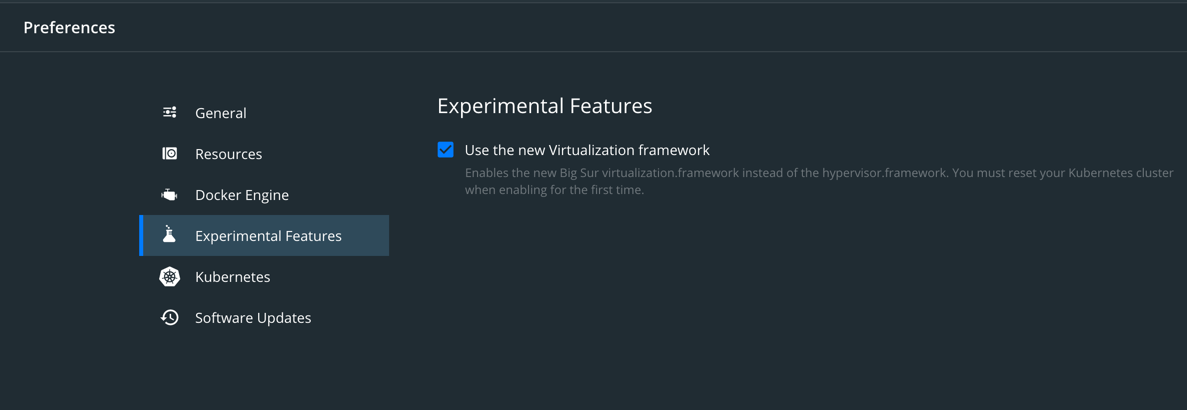 Preferences
General
Resources
Docker Engine
Experimental Features
Kubernetes
Software Updates
Experimental Features
Use the new Virtualization framework
Enables the new Big Sur virtualization.framework instead of the hypervisor.framework. You must reset your Kubernetes cluster
when enabling for the first time.